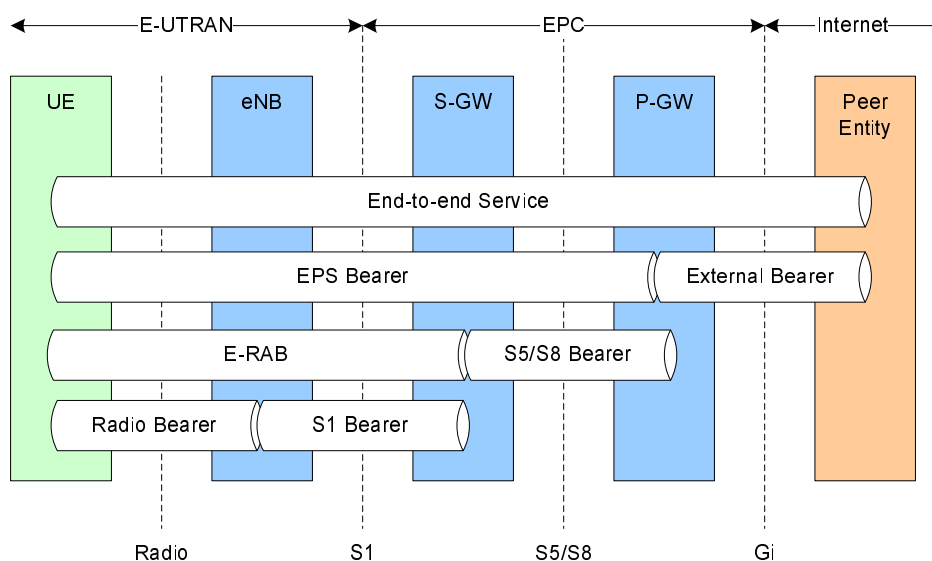 E-UTRAN EPC Internet
UE eNB S-GW P-GW Peer
Entity
End-to-end Service
EPS Bearer External Bearer
E-RAB S5/S8 Bearer
Radio Bearer S1 Bearer
Radio S1 S5/S8 Gi